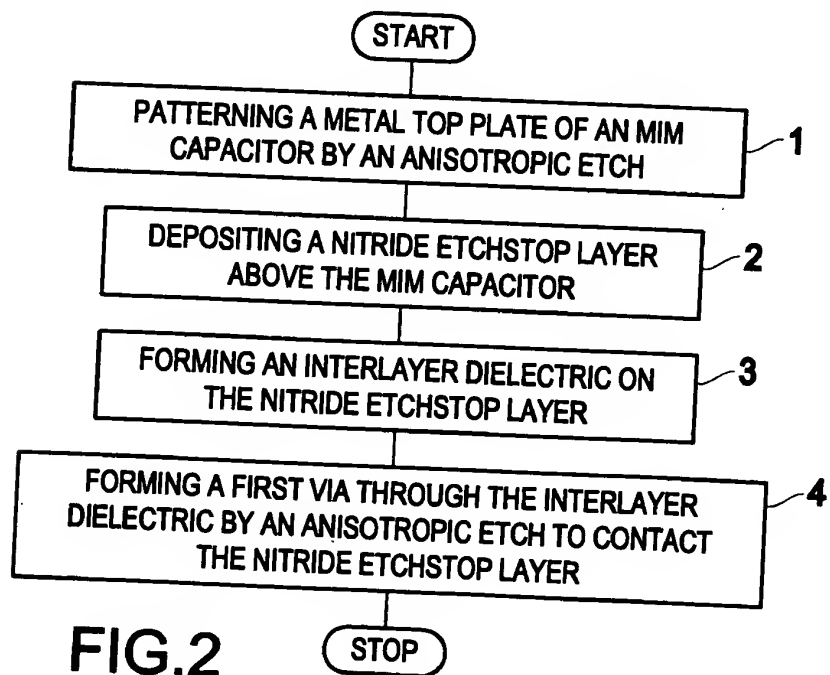 START
PATTERNING A METAL TOP PLATE OF AN MIM
CAPACITOR BY AN ANISOTROPIC ETCH
1
DEPOSITING A NITRIDE ETCHSTOP LAYER
ABOVE THE MIM CAPACITOR
2
FORMING AN INTERLAYER DIELECTRIC ON
THE NITRIDE ETCHSTOP LAYER
3
FORMING A FIRST VIA THROUGH THE INTERLAYER
DIELECTRIC BY AN ANISOTROPIC ETCH TO CONTACT
THE NITRIDE ETCHSTOP LAYER
4
STOP
FIG.2